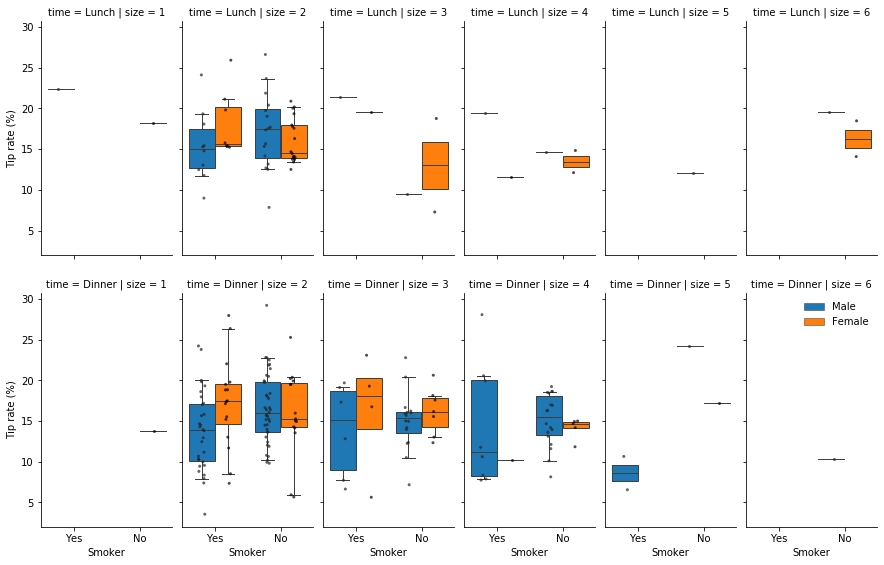 time = Lunch | size = 1
time = Lunch | size = 2
time = Lunch | size = 3
time = Lunch | size = 4
time = Lunch | size = 5
time = Lunch | size = 6
30
25
20
15
10
5
Tip rate (%)
time = Dinner | size = 1
time = Dinner | size = 2
time = Dinner | size = 3
time = Dinner | size = 4
time = Dinner | size = 5
time = Dinner | size = 6
30
25
20
15
10
5
Tip rate (%)
Male
Female
Yes No
Yes No
Yes No
Yes No
Yes No
Yes No
Smoker
Smoker
Smoker
Smoker
Smoker
Smoker